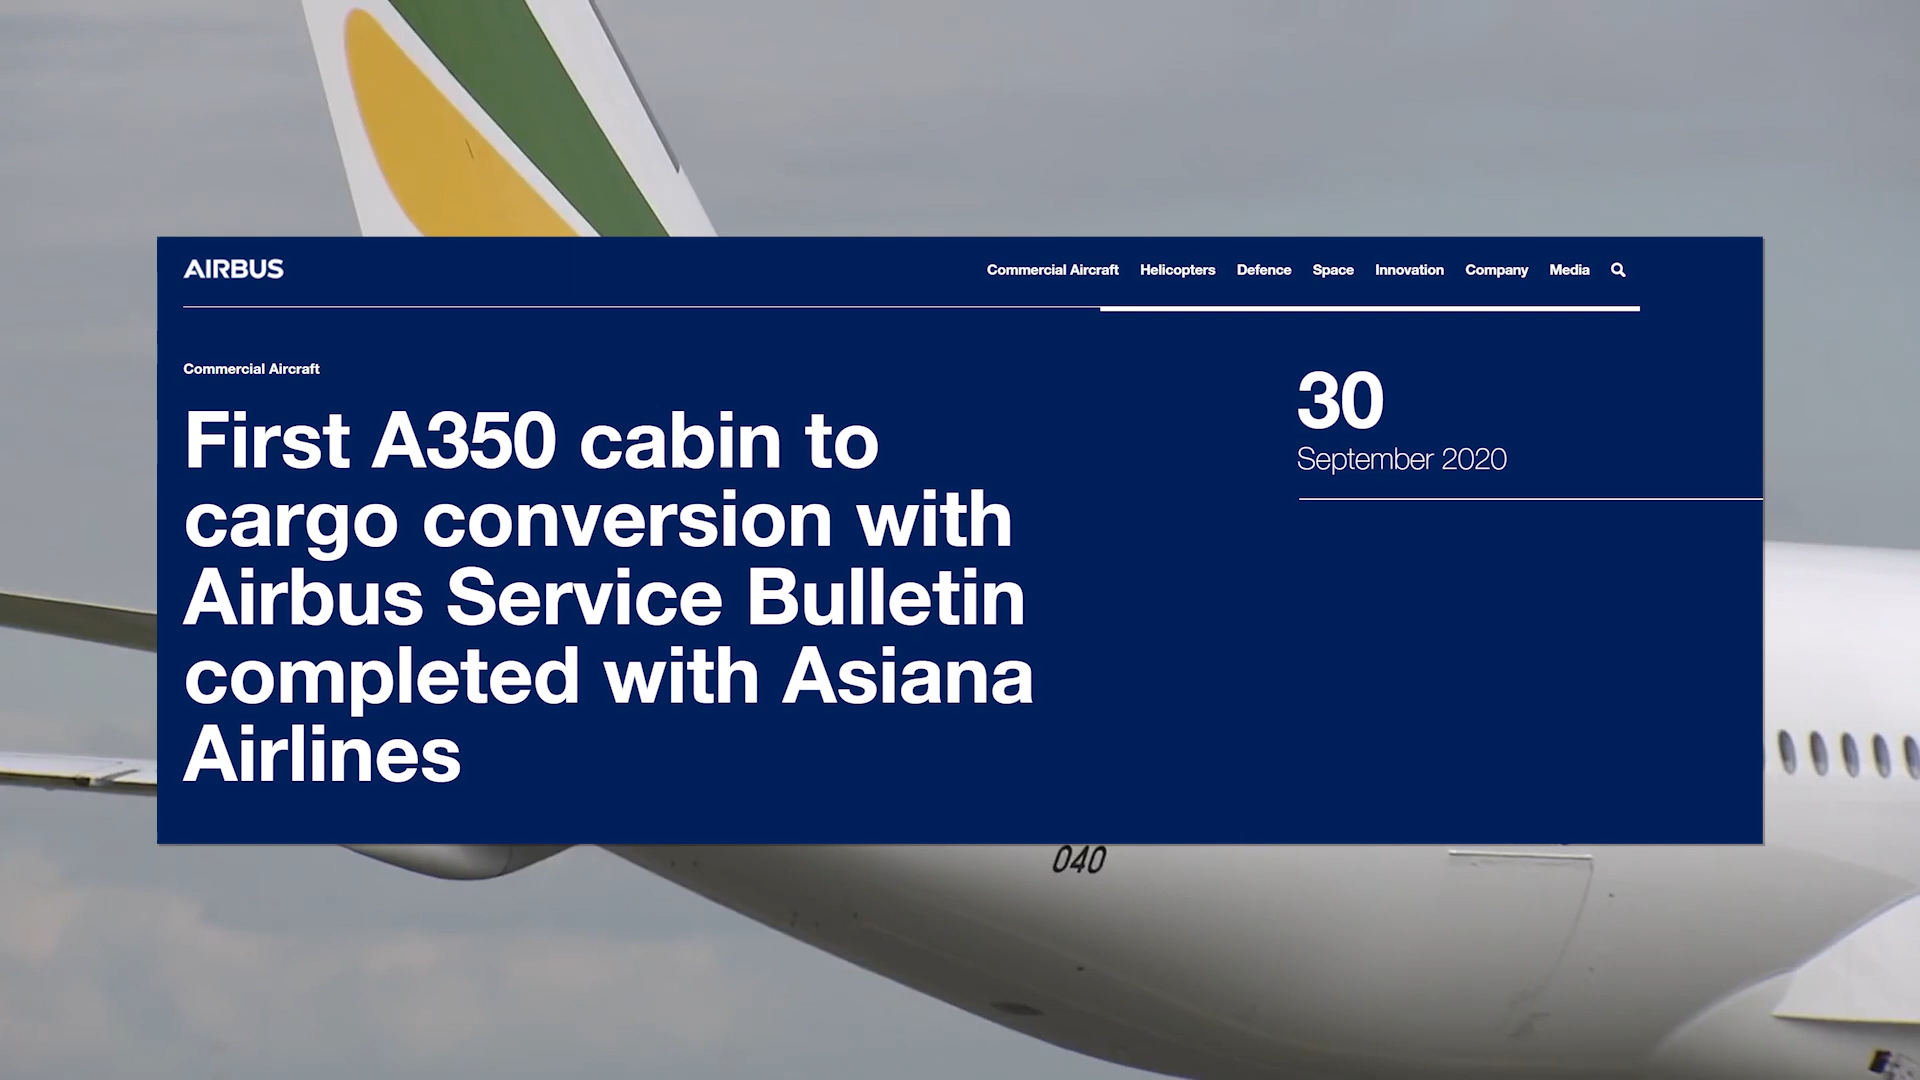 AIRBUS
Commercial Aircraft Helicopters Defence Space Innovation Company Media
Commercial Aircraft
First A350 cabin to
cargo conversion with
Airbus Service Bulletin
completed with Asiana
Airlines
30
September 2020
040